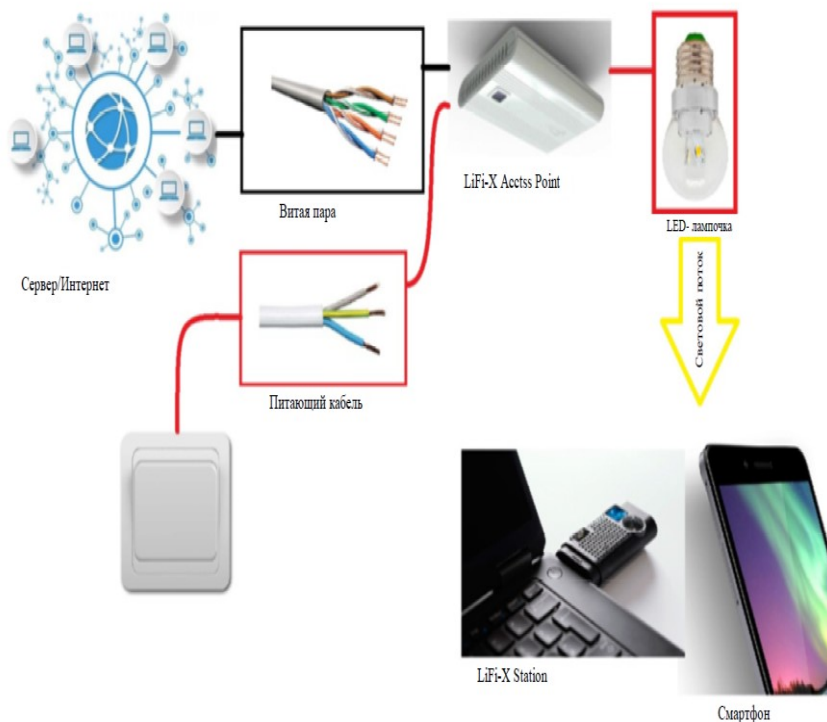 Витая пара
LiFi-X Acctss Point
LED- лампочка
Сервер/Интернет
Световой поток
Питающий кабель
LiFi-X Station
Смартфон